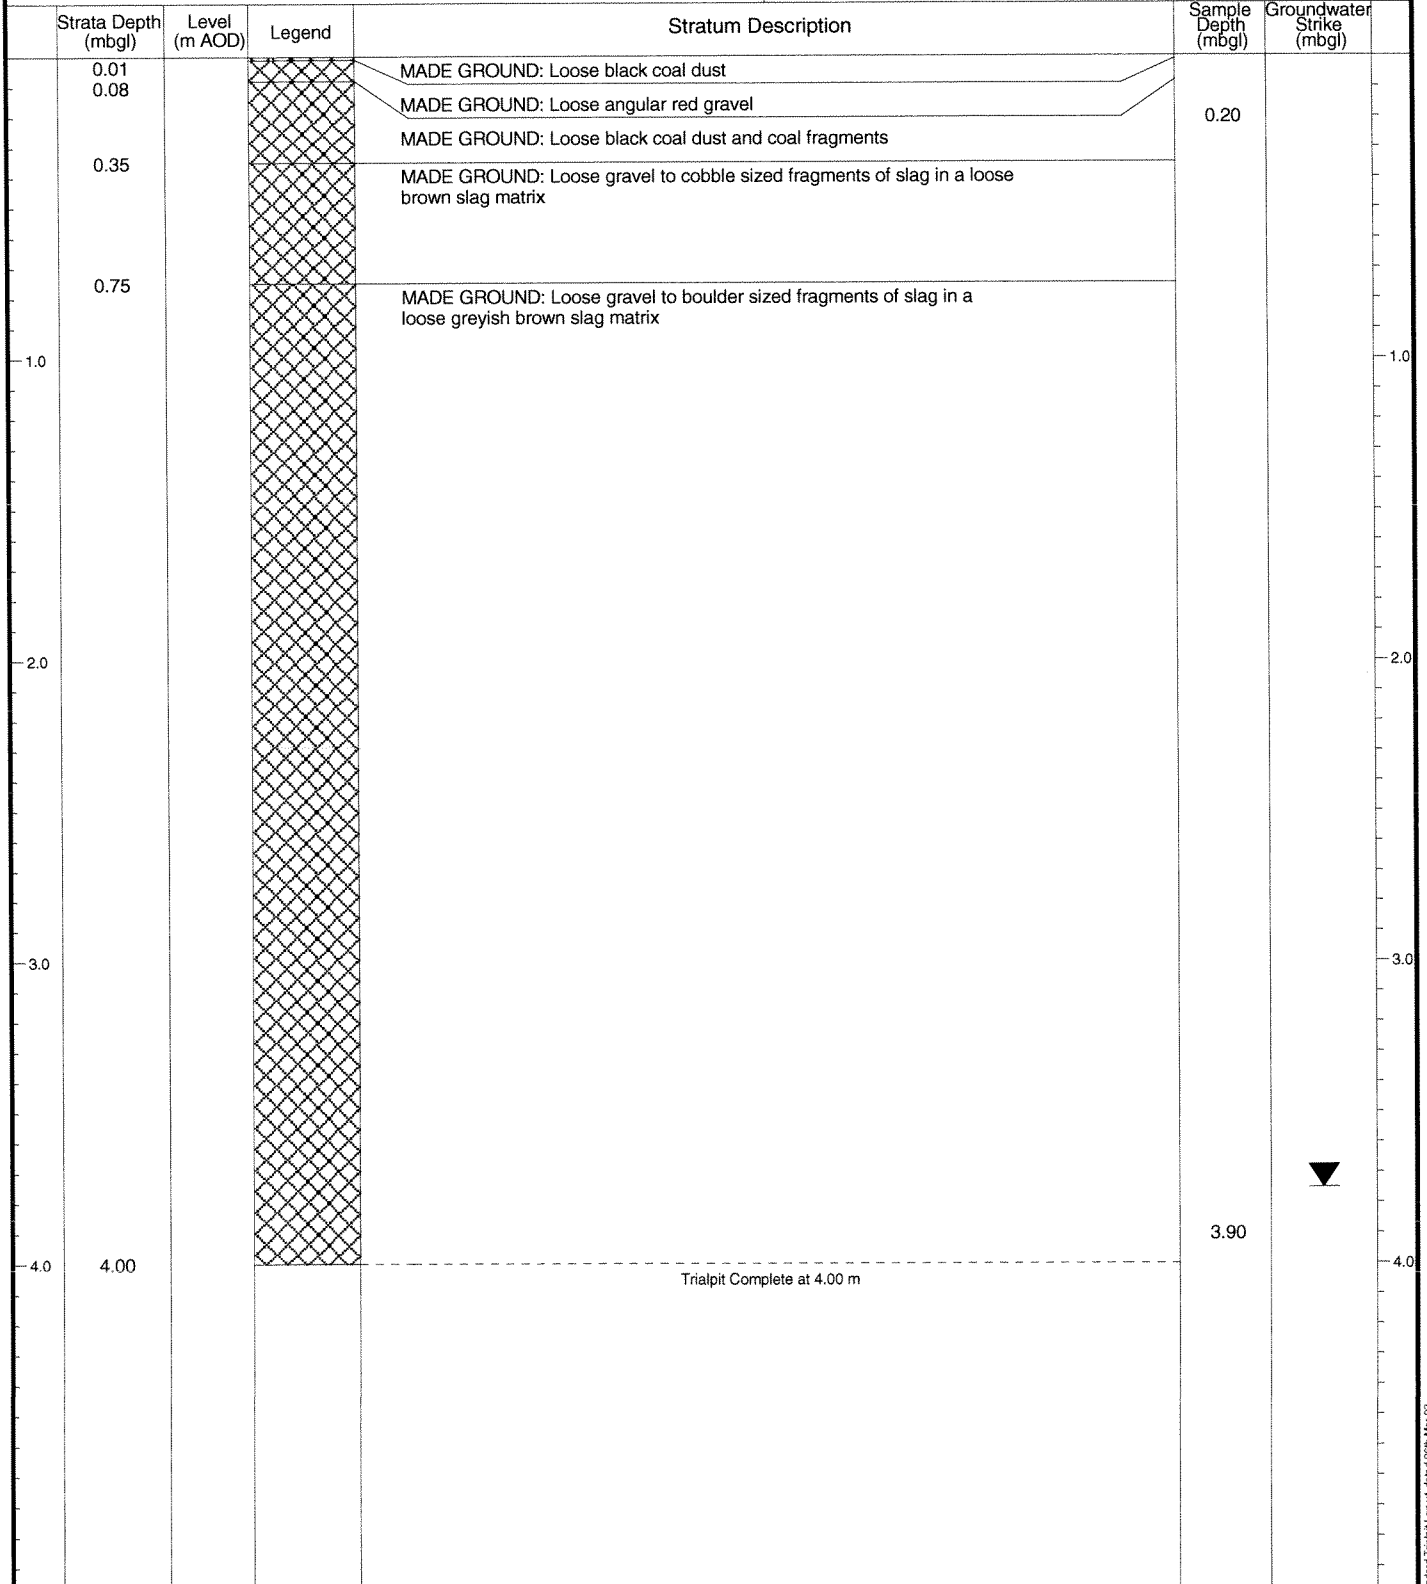 Strata Depth
(mbgl)
Level
(m AOD)
Legend
Stratum Description
Sample
Depth
(mbgl)
Groundwater
Strike
(mbgl)
0.01
MADE GROUND: Loose black coal dust
0.08
MADE GROUND: Loose angular red gravel
0.20
MADE GROUND: Loose black coal dust and coal fragments
0.35
MADE GROUND: Loose gravel to cobble sized fragments of slag in a loose
brown slag matrix
0.75
MADE GROUND: Loose gravel to boulder sized fragments of slag in a
loose greyish brown slag matrix
1.0
1.0
2.0
2.0
3.0
3.0
3.90
4.0
4.00
4.0
Trialpit Complete at 4.00 m